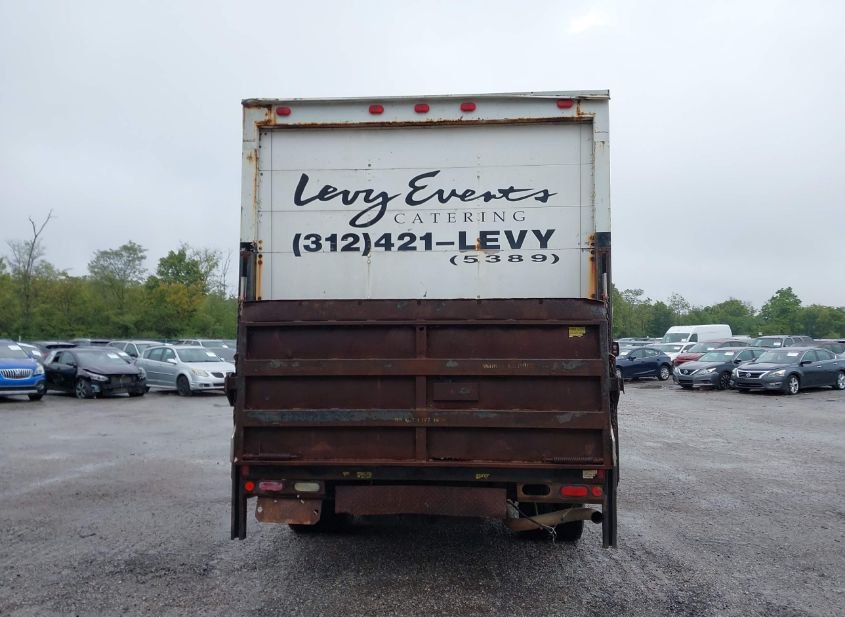 Levy Events
CATERING
(312)421-LEVY
(5389)